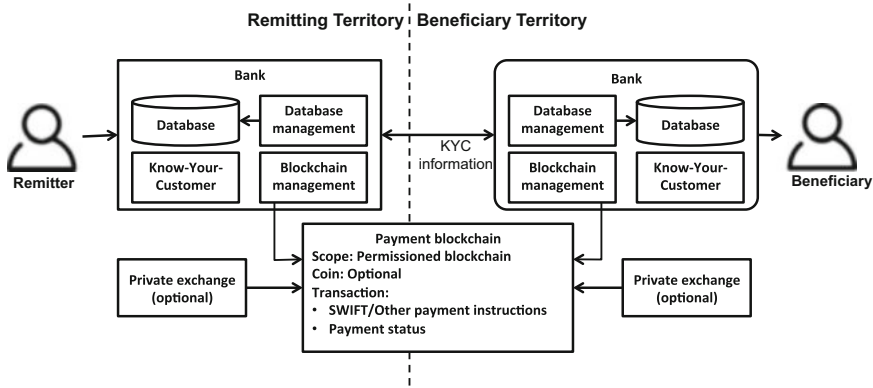 Remitting Territory
Beneficiary Territory
Bank
Database
Database
management
Know-Your-
Customer
Blockchain
management
Remitter
KYC
information
Bank
Database
management
Database
Blockchain
management
Know-Your-
Customer
Beneficiary
Payment blockchain
Scope: Permissioned blockchain
Coin: Optional
Transaction:
• SWIFT/Other payment instructions
• Payment status
Private exchange
(optional)
Private exchange
(optional)